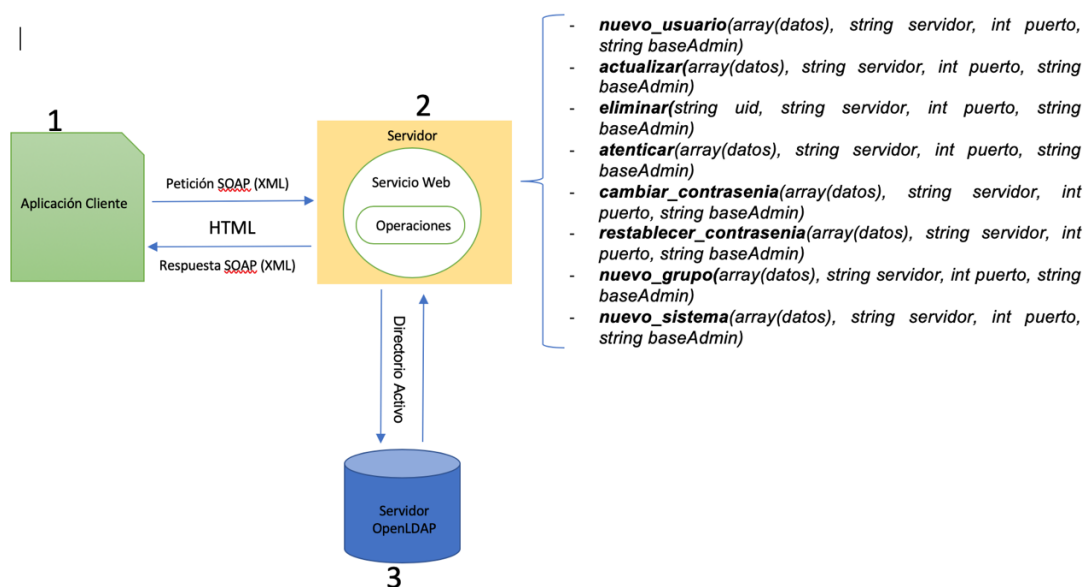 1
Aplicación Cliente
Petición SOAP (XML)
HTML
Respuesta SOAP (XML)
2
Servidor
Servicio Web
Operaciones
Directorio Activo
Servidor
OpenLDAP
3
- nuevo_usuario(array(datos), string servidor, int puerto,
string baseAdmin)
- actualizar(array(datos), string servidor, int puerto, string
baseAdmin)
- eliminar(string uid, string servidor, int puerto, string
baseAdmin)
- atenticar(array(datos), string servidor, int puerto, string
baseAdmin)
- cambiar_contrasenia(array(datos), string servidor, int
puerto, string baseAdmin)
- restablecer_contrasenia(array(datos), string servidor, int
puerto, string baseAdmin)
- nuevo_grupo(array(datos), string servidor, int puerto, string
baseAdmin)
- nuevo_sistema(array(datos), string servidor, int puerto,
string baseAdmin)